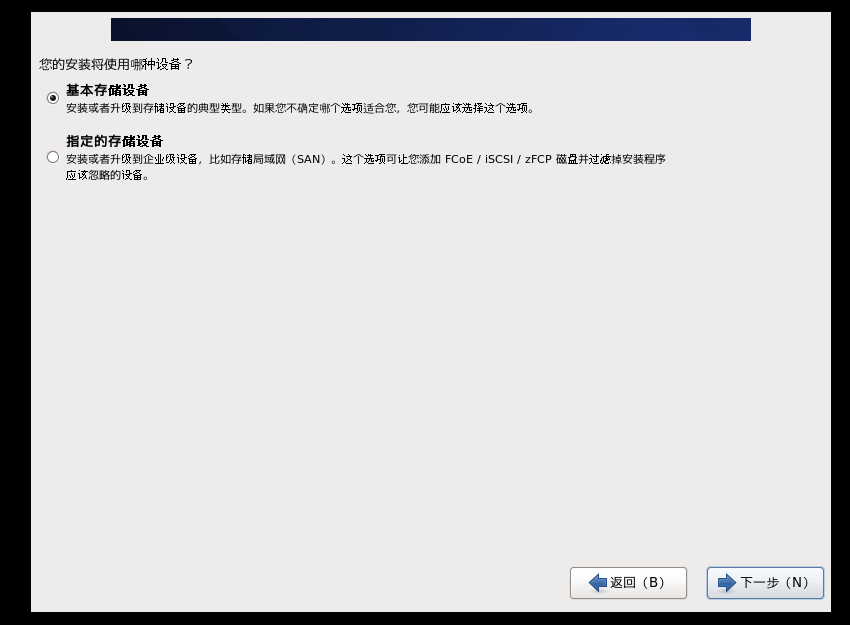 您的安装将使用哪种设备？
基本存储设备
安装或者升级到存储设备的典型类型。如果您不确定哪个选项适合您，您可能应该选择这个选项。
指定的存储设备
安装或者升级到企业级设备，比如存储局域网（SAN）。这个选项可让您添加 FCoE / iSCSI / zFCP 磁盘并过滤掉安装程序
应该忽略的设备。
返回（B）
下一步（N）